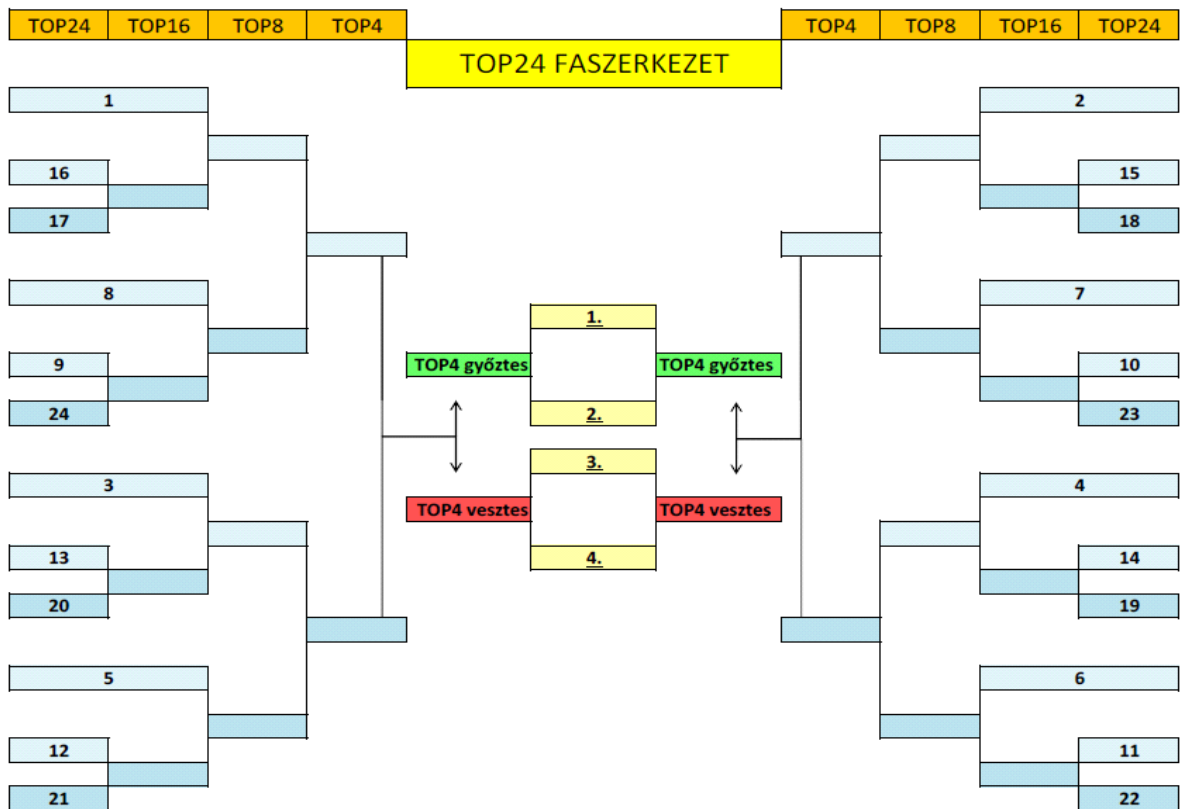 TOP24 TOP16 TOP8 TOP4 TOP4 TOP8 TOP16 TOP24
TOP24 FASZERKEZET
1 2
16 15
17 18
8 7
1.
9 TOP4 győztes TOP4 győztes 10
24 2. 23
3.
3 4
TOP4 vesztes TOP4 vesztes
13 4. 14
20 19
5 6
12 11
21 22